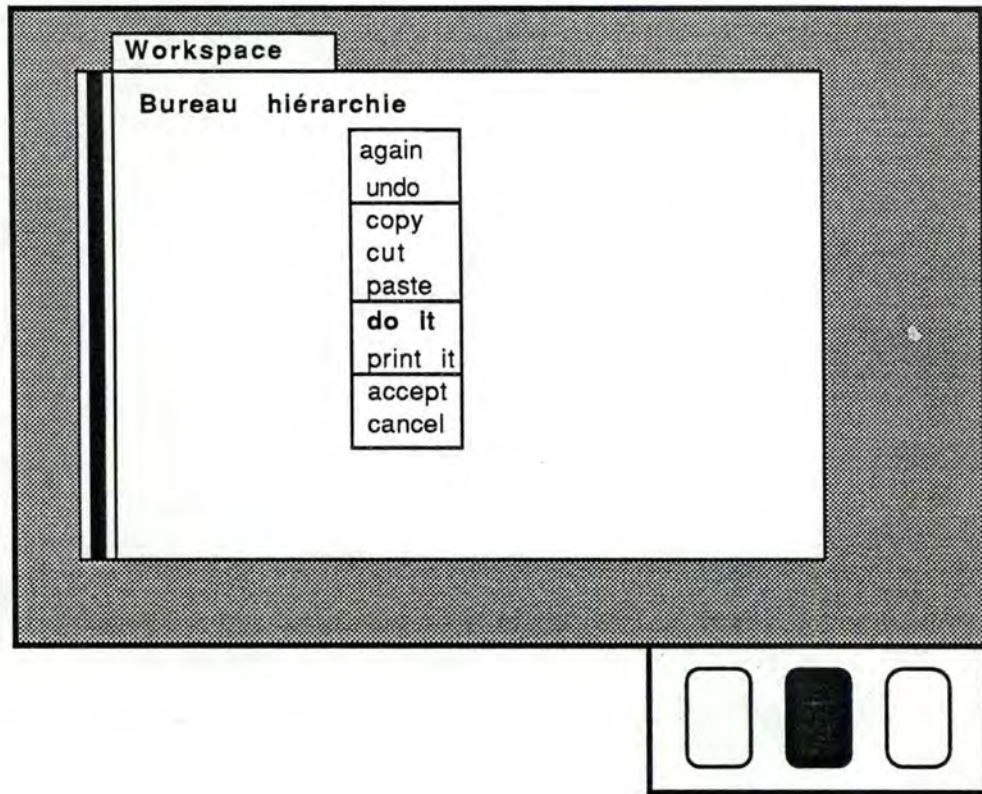 Workspace
Bureau hiérarchie
again
undo
copy
cut
paste
do it
print it
accept
cancel